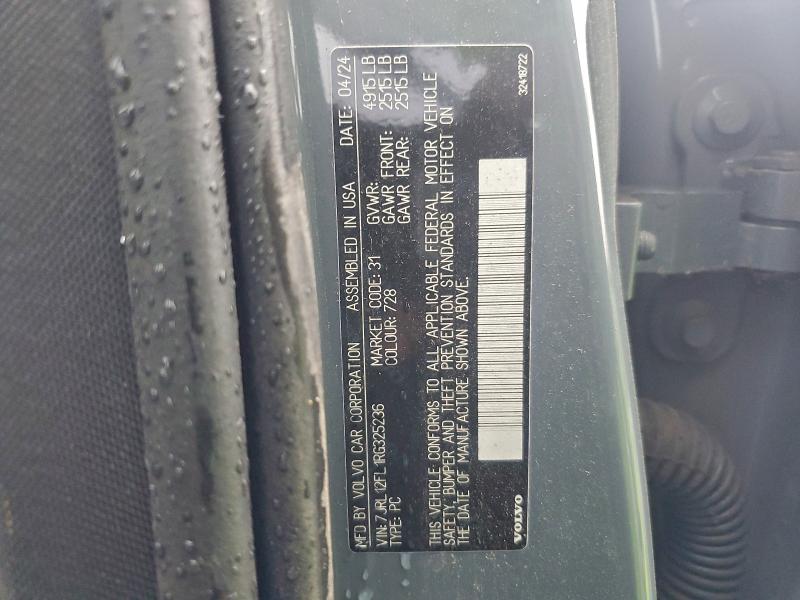 MFD BY VOLVO CAR CORPORATION ASSEMBLED IN USA DATE: 04/24
VIN: 7JRL12FL1RG325236 MARKET CODE: 31 GVWR: 4915 LB
TYPE: PC COLOUR: 728 GAWR FRONT: 2515 LB
GAWR REAR: 2515 LB
THIS VEHICLE CONFORMS TO ALL APPLICABLE FEDERAL MOTOR VEHICLE
SAFETY, BUMPER AND THEFT PREVENTION STANDARDS IN EFFECT ON
THE DATE OF MANUFACTURE SHOWN ABOVE.
VOLVO 32418722